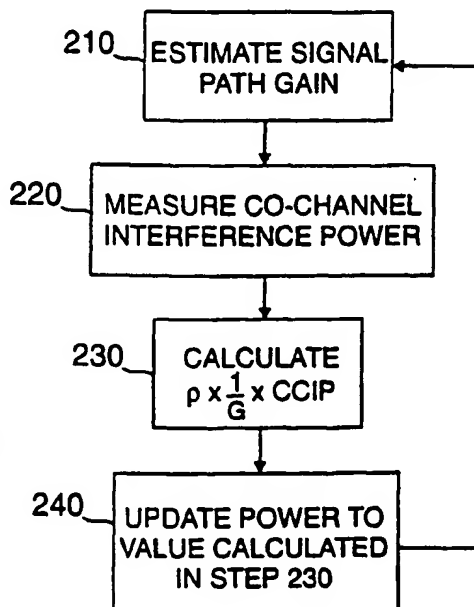 210
ESTIMATE SIGNAL
PATH GAIN
220
MEASURE CO-CHANNEL
INTERFERENCE POWER
230
CALCULATE
ρ x 1/G x CCIP
240
UPDATE POWER TO
VALUE CALCULATED
IN STEP 230